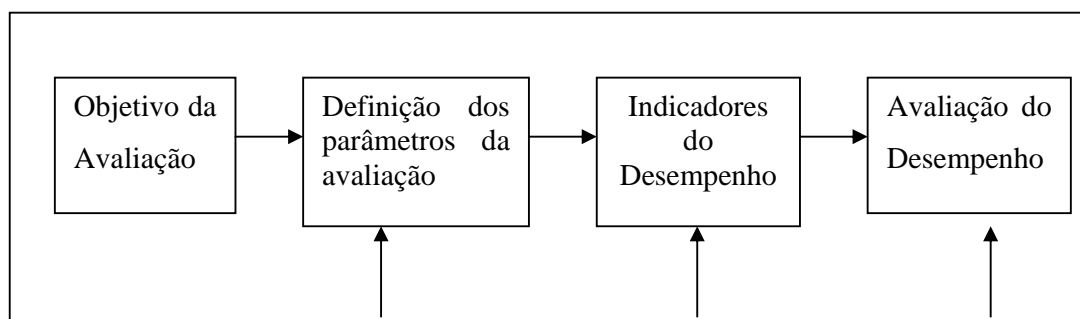 Objetivo da
Avaliação
Definição dos
parâmetros da
avaliação
Indicadores
do
Desempenho
Avaliação do
Desempenho